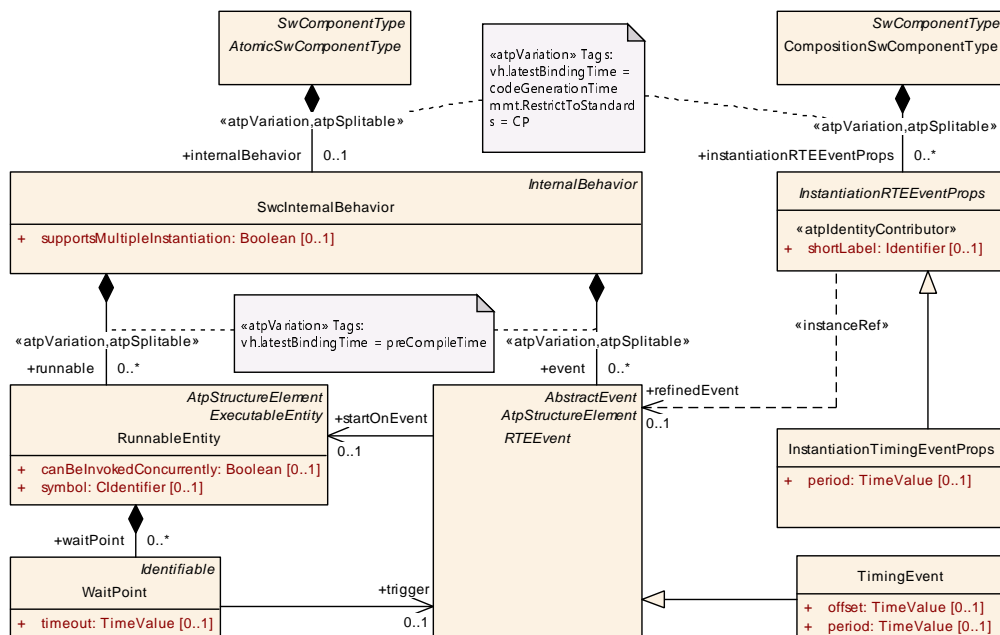 SwComponentType
AtomicSwComponentType
«atpVariation» Tags:
vh.latestBindingTime =
codeGenerationTime
mmt.RestrictToStandard
s = CP
SwComponentType
CompositionSwComponentType
«atpVariation,atpSplitable»
+internalBehavior 0..1
«atpVariation,atpSplitable»
+instantiationRTEEventProps 0..*
InternalBehavior
SwcInternalBehavior
+ supportsMultipleInstantiation: Boolean [0..1]
InstantiationRTEEventProps
«atpIdentityContributor»
+ shortLabel: Identifier [0..1]
«atpVariation» Tags:
vh.latestBindingTime = preCompileTime
«atpVariation,atpSplitable»
+runnable 0..*
«atpVariation,atpSplitable»
+event 0..*
«instanceRef»
+refinedEvent
0..1
AtpStructureElement
ExecutableEntity
RunnableEntity
+ canBeInvokedConcurrently: Boolean [0..1]
+ symbol: CIdentifier [0..1]
+startOnEvent
0..1
AbstractEvent
AtpStructureElement
RTEEvent
InstantiationTimingEventProps
+ period: TimeValue [0..1]
+waitPoint 0..*
Identifiable
WaitPoint
+ timeout: TimeValue [0..1]
+trigger
0..1
TimingEvent
+ offset: TimeValue [0..1]
+ period: TimeValue [0..1]